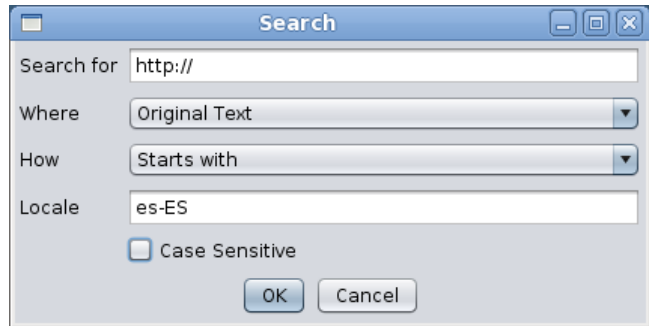 Search
Search for http://
Where Original Text
How Starts with
Locale es-ES
Case Sensitive
OK Cancel